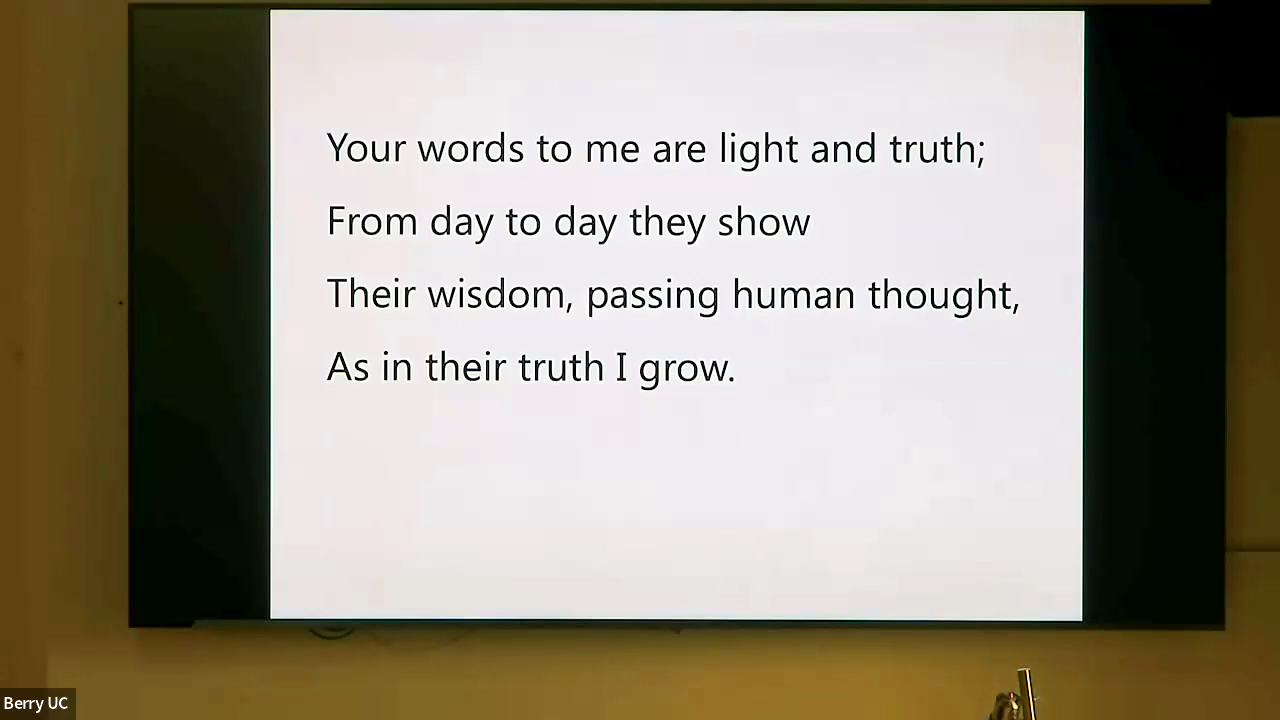 Your words to me are light and truth;
From day to day they show
Their wisdom, passing human thought,
As in their truth I grow.
Berry UC